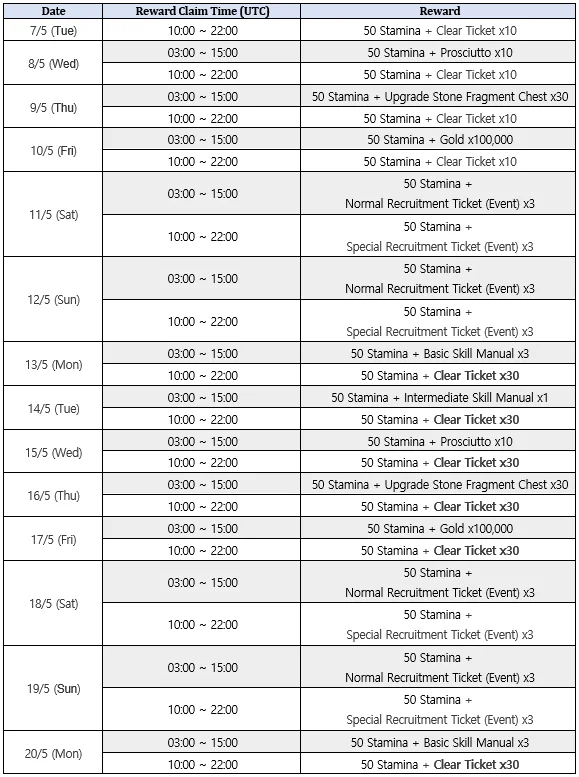 Date Reward Claim Time (UTC) Reward
7/5 (Tue) 10:00 ~ 22:00 50 Stamina + Clear Ticket x10
8/5 (Wed) 03:00 ~ 15:00 50 Stamina + Prosciutto x10
10:00 ~ 22:00 50 Stamina + Clear Ticket x10
9/5 (Thu) 03:00 ~ 15:00 50 Stamina + Upgrade Stone Fragment Chest x30
10:00 ~ 22:00 50 Stamina + Clear Ticket x10
10/5 (Fri) 03:00 ~ 15:00 50 Stamina + Gold x100,000
10:00 ~ 22:00 50 Stamina + Clear Ticket x10
11/5 (Sat) 03:00 ~ 15:00 50 Stamina +
Normal Recruitment Ticket (Event) x3
10:00 ~ 22:00 50 Stamina +
Special Recruitment Ticket (Event) x3
12/5 (Sun) 03:00 ~ 15:00 50 Stamina +
Normal Recruitment Ticket (Event) x3
10:00 ~ 22:00 50 Stamina +
Special Recruitment Ticket (Event) x3
13/5 (Mon) 03:00 ~ 15:00 50 Stamina + Basic Skill Manual x3
10:00 ~ 22:00 50 Stamina + Clear Ticket x30
14/5 (Tue) 03:00 ~ 15:00 50 Stamina + Intermediate Skill Manual x1
10:00 ~ 22:00 50 Stamina + Clear Ticket x30
15/5 (Wed) 03:00 ~ 15:00 50 Stamina + Prosciutto x10
10:00 ~ 22:00 50 Stamina + Clear Ticket x30
16/5 (Thu) 03:00 ~ 15:00 50 Stamina + Upgrade Stone Fragment Chest x30
10:00 ~ 22:00 50 Stamina + Clear Ticket x30
17/5 (Fri) 03:00 ~ 15:00 50 Stamina + Gold x100,000
10:00 ~ 22:00 50 Stamina + Clear Ticket x30
18/5 (Sat) 03:00 ~ 15:00 50 Stamina +
Normal Recruitment Ticket (Event) x3
10:00 ~ 22:00 50 Stamina +
Special Recruitment Ticket (Event) x3
19/5 (Sun) 03:00 ~ 15:00 50 Stamina +
Normal Recruitment Ticket (Event) x3
10:00 ~ 22:00 50 Stamina +
Special Recruitment Ticket (Event) x3
20/5 (Mon) 03:00 ~ 15:00 50 Stamina + Basic Skill Manual x3
10:00 ~ 22:00 50 Stamina + Clear Ticket x30